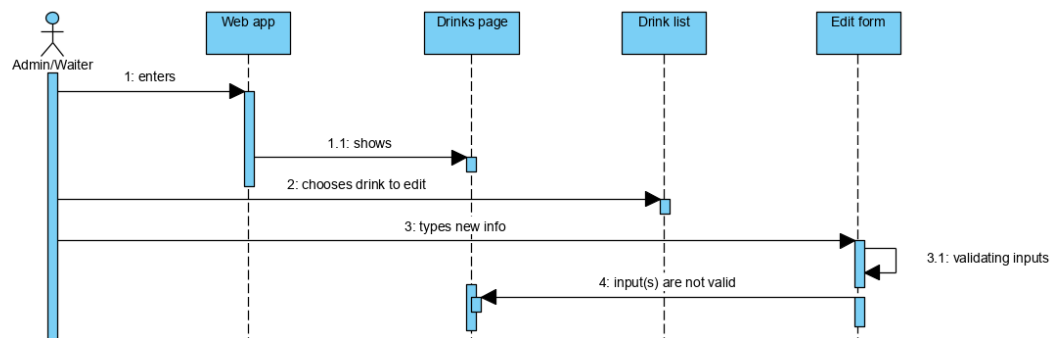 Web app
Drinks page
Drink list
Edit form
Admin/Waiter
1: enters
1.1: shows
2: chooses drink to edit
3: types new info
3.1: validating inputs
4: input(s) are not valid